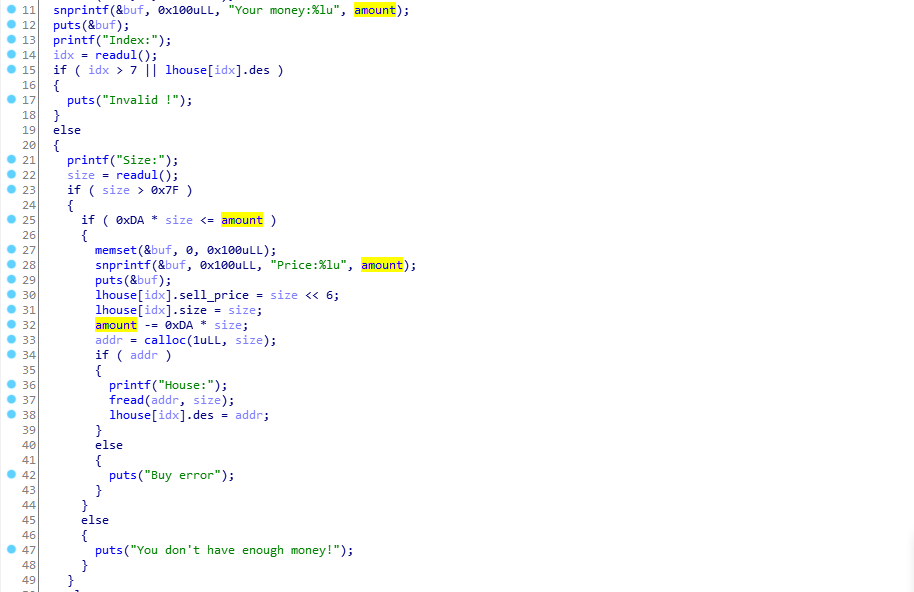 11 snprintf(&buf, 0x100uLL, "Your money:%lu", amount);
12 puts(&buf);
13 printf("Index:");
14 idx = readul();
15 if ( idx > 7 || lhouse[idx].des )
16 {
17 puts("Invalid !");
18 }
19 else
20 {
21 printf("Size:");
22 size = readul();
23 if ( size > 0x7F )
24 {
25 if ( 0xDA * size <= amount )
26 {
27 memset(&buf, 0, 0x100uLL);
28 snprintf(&buf, 0x100uLL, "Price:%lu", amount);
29 puts(&buf);
30 lhouse[idx].sell_price = size << 6;
31 lhouse[idx].size = size;
32 amount -= 0xDA * size;
33 addr = calloc(1uLL, size);
34 if ( addr )
35 {
36 printf("House:");
37 fread(addr, size);
38 lhouse[idx].des = addr;
39 }
40 else
41 {
42 puts("Buy error");
43 }
44 }
45 else
46 {
47 puts("You don't have enough money!");
48 }
49 }